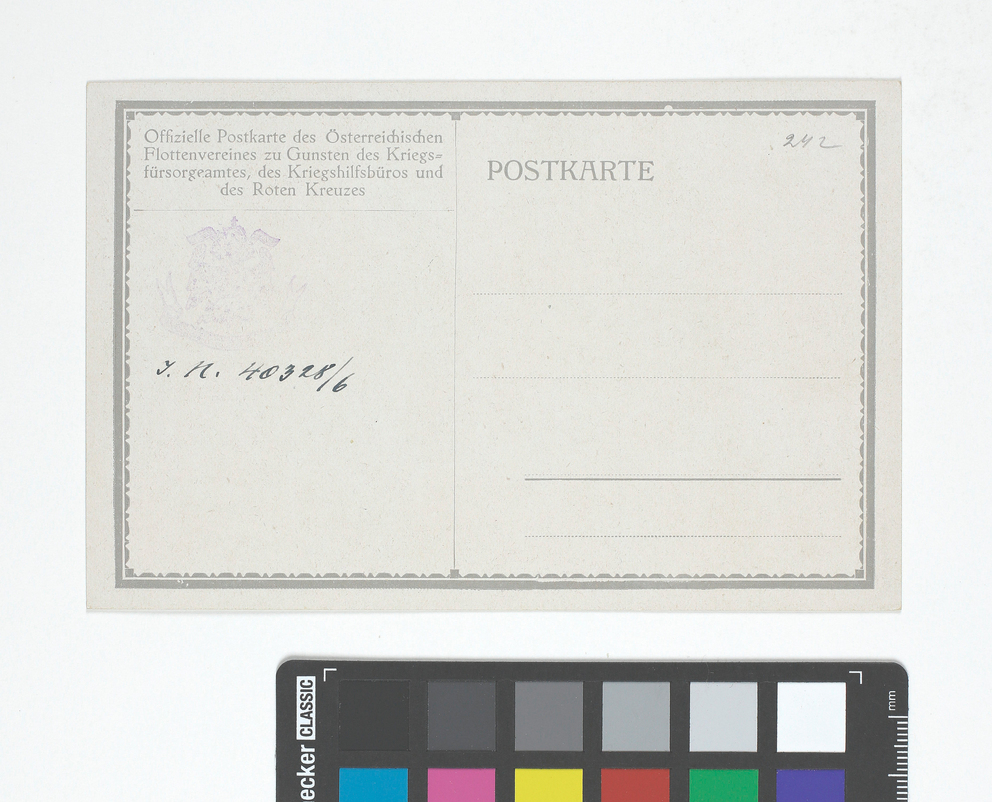 Offizielle Postkarte des Österreichischen
Flottenvereines zu Gunsten des Kriegs=
fürsorgeamtes, des Kriegshilfsbüros und
des Roten Kreuzes
POSTKARTE
242
I. N. 40328/6
ecker CLASSIC
mm